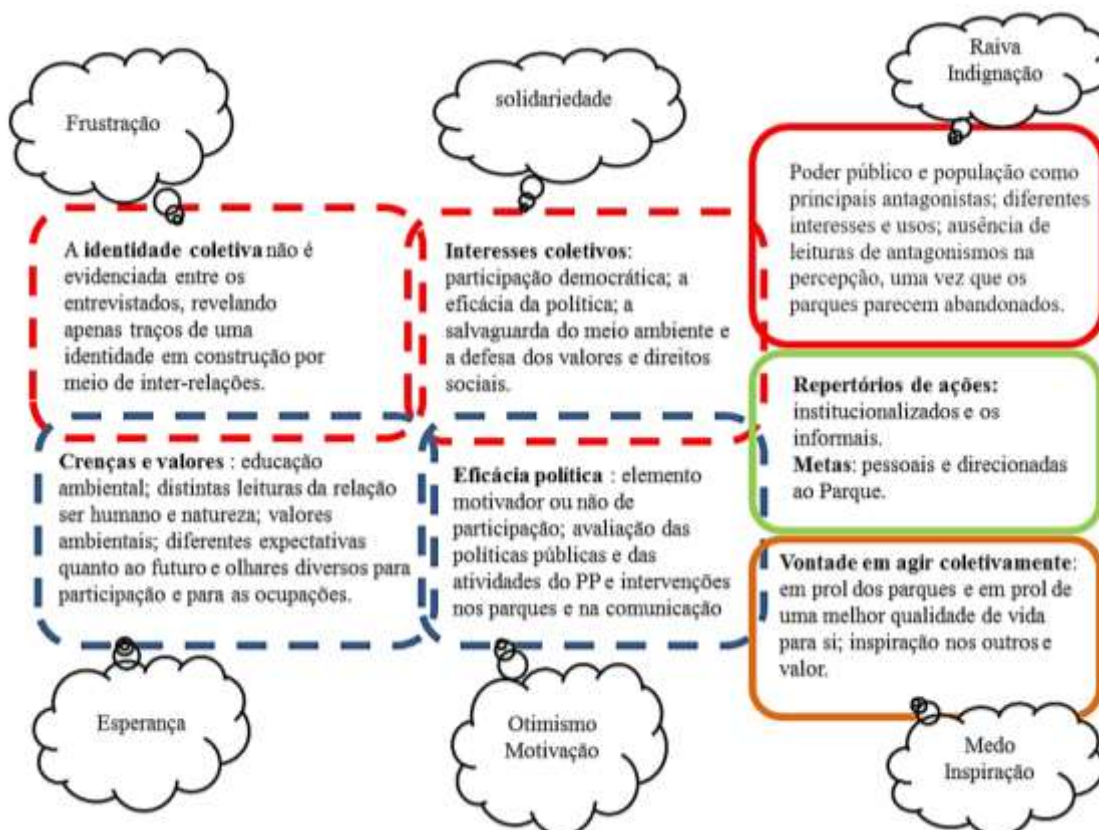 Frustração
solidariedade
Raiva
Indignação
A identidade coletiva não é
evidenciada entre os
entrevistados, revelando
apenas traços de uma
identidade em construção por
meio de inter-relações.
Interesses coletivos:
participação democrática; a
eficácia da política; a
salvaguarda do meio ambiente e
a defesa dos valores e direitos
sociais.
Poder público e população como
principais antagonistas; diferentes
interesses e usos; ausência de
leituras de antagonismos na
percepção, uma vez que os
parques parecem abandonados.
Crenças e valores : educação
ambiental; distintas leituras da relação
ser humano e natureza; valores
ambientais; diferentes expectativas
quanto ao futuro e olhares diversos para
participação e para as ocupações.
Eficácia política : elemento
motivador ou não de
participação; avaliação das
políticas públicas e das
atividades do PP e intervenções
nos parques e na comunicação
Repertórios de ações:
institucionalizados e os
informais.
Metas: pessoais e direcionadas
ao Parque.
Vontade em agir coletivamente:
em prol dos parques e em prol de
uma melhor qualidade de vida
para si; inspiração nos outros e
valor.
Esperança
Otimismo
Motivação
Medo
Inspiração